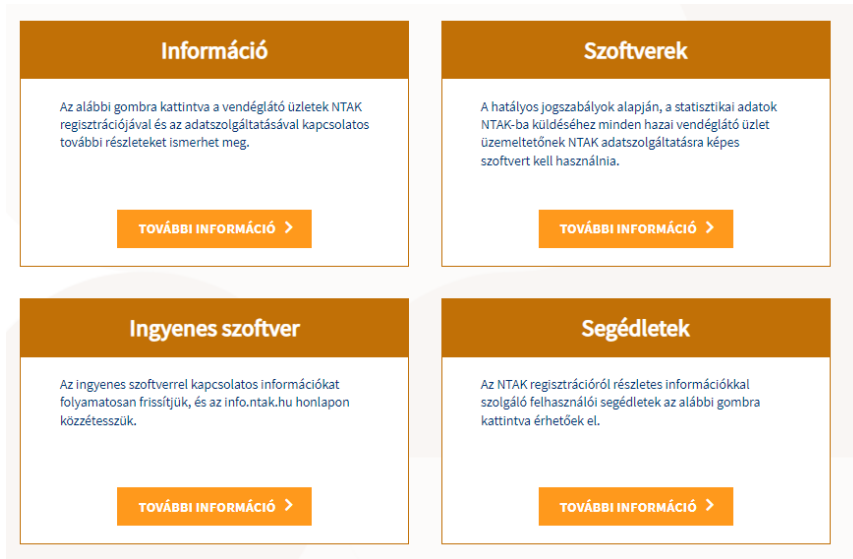 Információ
Az alábbi gombra kattintva a vendéglátó üzletek NTAK
regisztrációjával és az adatszolgáltatásával kapcsolatos
további részleteket ismerhet meg.
TOVÁBBI INFORMÁCIÓ
Szoftverek
A hatályos jogszabályok alapján, a statisztikai adatok
NTAK-ba küldéséhez minden hazai vendéglátó üzlet
üzemeltetőnek NTAK adatszolgáltatásra képes
szoftvert kell használnia.
TOVÁBBI INFORMÁCIÓ
Ingyenes szoftver
Az ingyenes szoftverrel kapcsolatos információkat
folyamatosan frissítjük, és az info.ntak.hu honlapon
közzétesszük.
TOVÁBBI INFORMÁCIÓ
Segédletek
Az NTAK regisztrációról részletes információkkal
szolgáló felhasználói segédletek az alábbi gombra
kattintva érhetőek el.
TOVÁBBI INFORMÁCIÓ